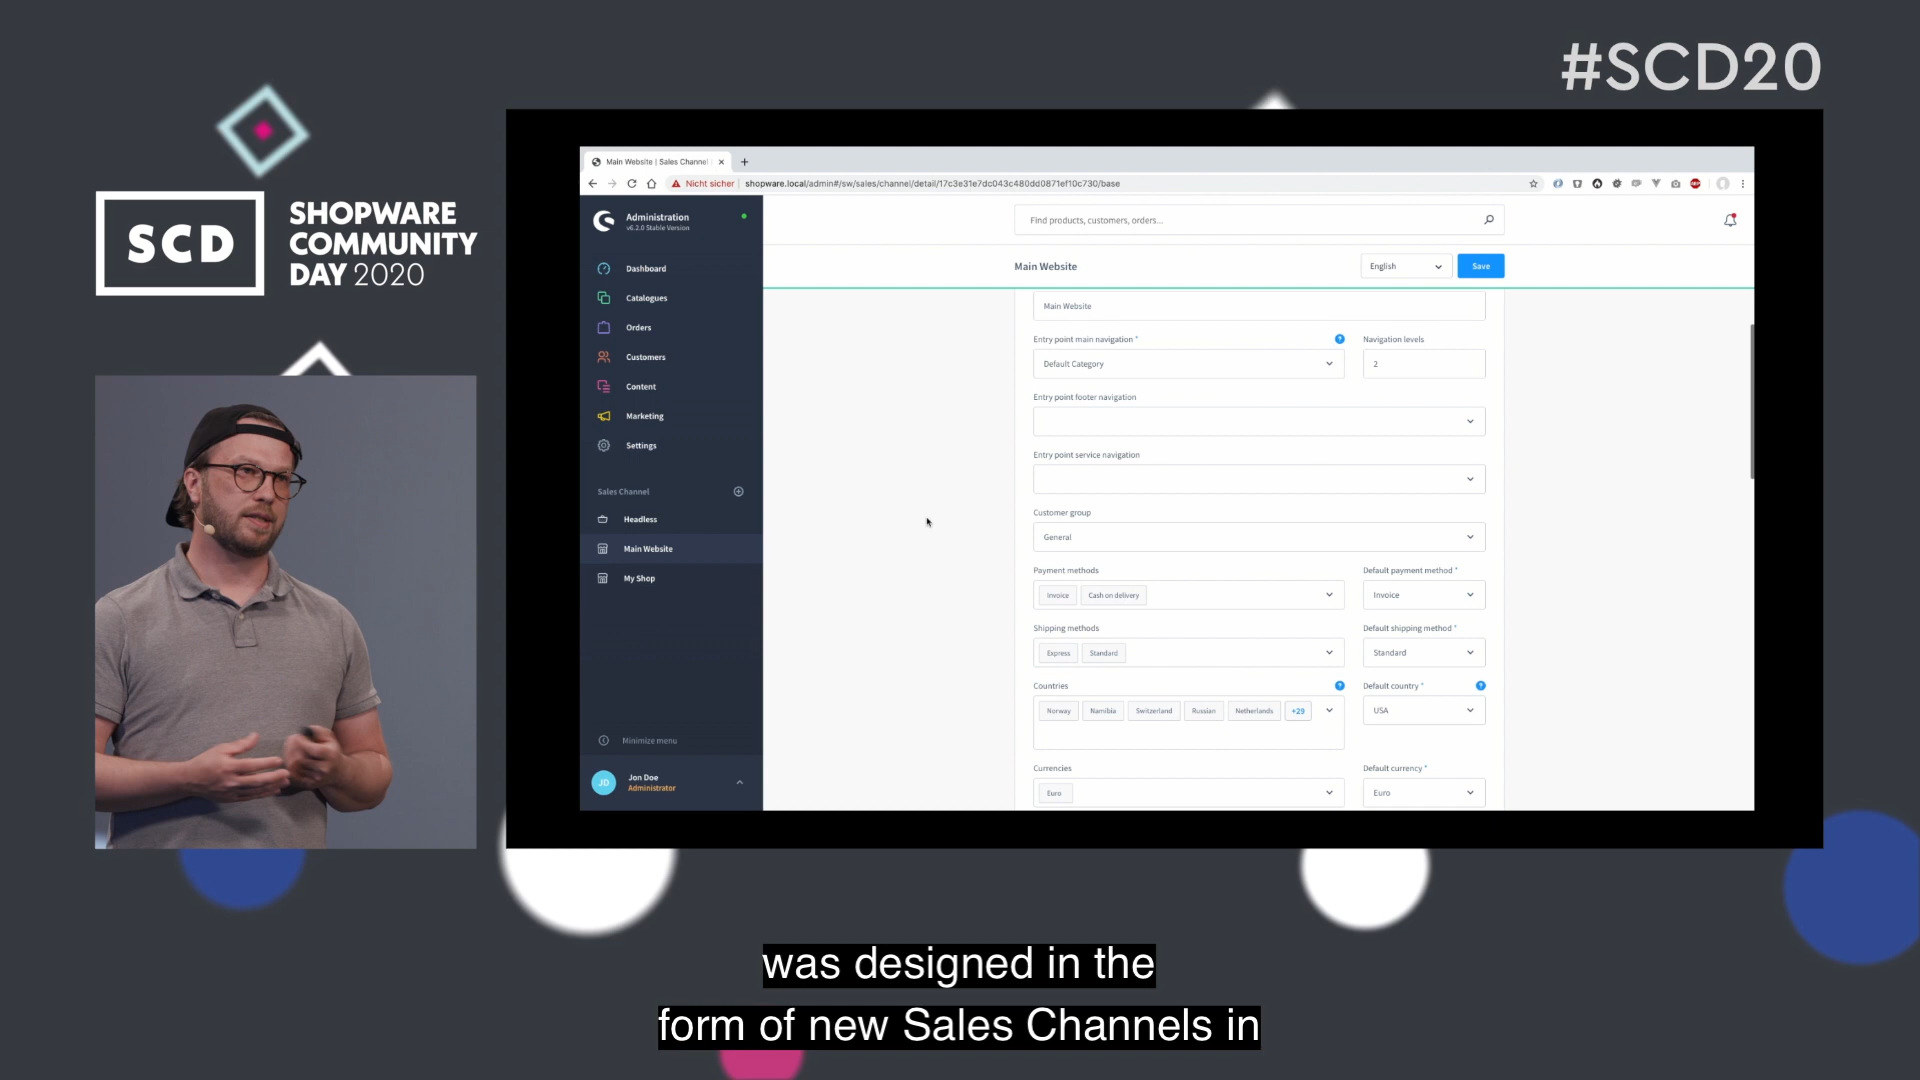 #SCD20
SCD
SHOPWARE
COMMUNITY
DAY 2020
Main Website | Sales Channel
Nicht sicher
shopware.local/admin#/sw/sales/channel/detail/17c3e31e7dc043c480dd0871ef10c730/base
Administration
v6.2.0 Stable Version
Find products, customers, orders...
Main Website
English
Save
Dashboard
Catalogues
Orders
Customers
Content
Marketing
Settings
Sales Channel
Headless
Main Website
My Shop
Minimize menu
JD
Jon Doe
Administrator
Main Website
Entry point main navigation *
Navigation levels
Default Category
2
Entry point footer navigation
Entry point service navigation
Customer group
General
Payment methods
Default payment method *
Invoice Cash on delivery
Invoice
Shipping methods
Default shipping method *
Express Standard
Standard
Countries
Default country *
Norway Namibia Switzerland Russian Netherlands +29
USA
Currencies
Default currency *
Euro
Euro
was designed in the
form of new Sales Channels in